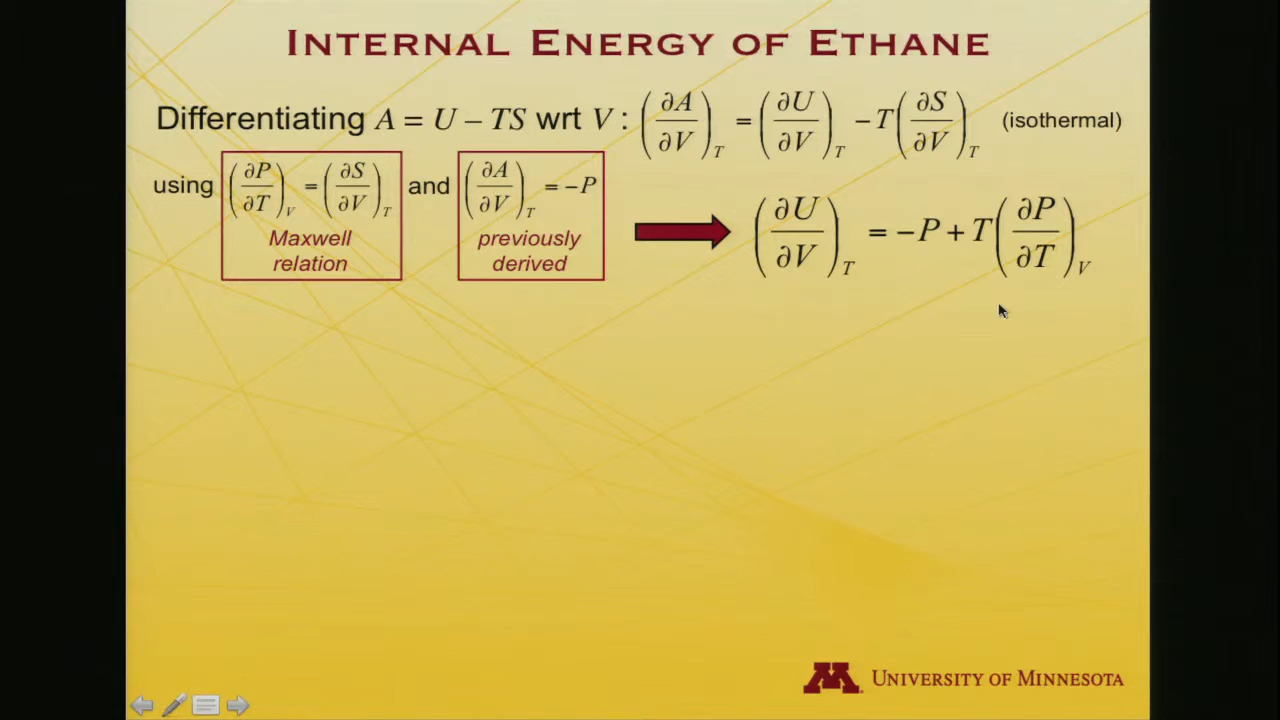 INTERNAL ENERGY OF ETHANE
Differentiating A = U – TS wrt V : (∂A/∂V)_T = (∂U/∂V)_T − T(∂S/∂V)_T (isothermal)
using (∂P/∂T)_V = (∂S/∂V)_T and (∂A/∂V)_T = −P
Maxwell relation
previously derived
(∂U/∂V)_T = −P + T(∂P/∂T)_V
M UNIVERSITY OF MINNESOTA